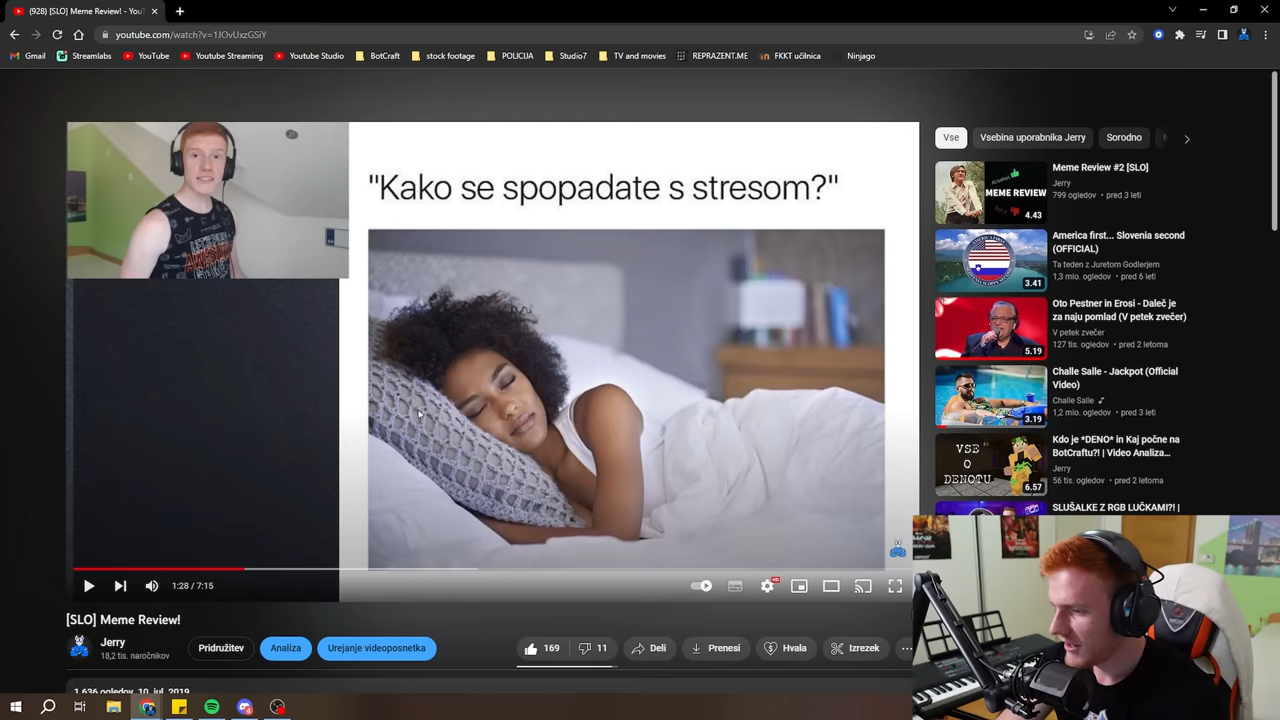 (928) [SLO] Meme Review! - You
youtube.com/watch?v=1JOvUxzGSiY
Gmail
Streamlabs
YouTube
Youtube Streaming
Youtube Studio
BotCraft
stock footage
POLICIJA
Studio7
TV and movies
REPRAZENT.ME
FKKT učilnica
Ninjago
"Kako se spopadate s stresom?"
1:28 / 7:15
HD
[SLO] Meme Review!
Jerry
18,2 tis. naročnikov
Pridružitev
Analiza
Urejanje videoposnetka
169
11
Deli
Prenesi
Hvala
Izrezek
1.636 ogledov 10. jul. 2019
Vse
Vsebina uporabnika Jerry
Sorodno
MEME REVIEW
4.43
Meme Review #2 [SLO]
Jerry
799 ogledov • pred 3 leti
3.41
America first... Slovenia second
(OFFICIAL)
Ta teden z Juretom Godlerjem
1,3 mio. ogledov • pred 6 leti
5.19
Oto Pestner in Erosi - Daleč je
za naju pomlad (V petek zvečer)
V petek zvečer
127 tis. ogledov • pred 2 letoma
3.19
Challe Salle - Jackpot (Official
Video)
Challe Salle
1,2 mio. ogledov • pred 3 leti
VSE
O
DENOTU
6.57
Kdo je *DENO* in Kaj počne na
BotCraftu?! | Video Analiza...
Jerry
56 tis. ogledov • pred 2 letoma
SLUŠALKE Z RGB LUČKAMI?! |